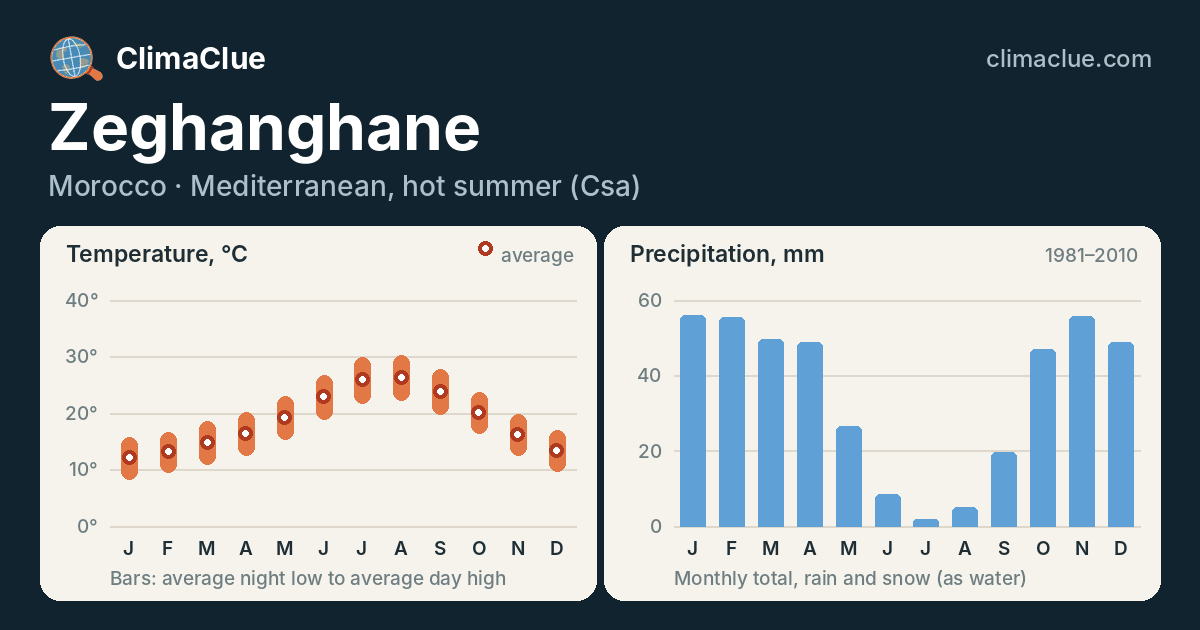 ClimaClue
climaclue.com
Zeghanghane
Morocco · Mediterranean, hot summer (Csa)
Temperature, °C
average
40°
30°
20°
10°
0°
J F M A M J J A S O N D
Bars: average night low to average day high
Precipitation, mm
1981–2010
60
40
20
0
J F M A M J J A S O N D
Monthly total, rain and snow (as water)